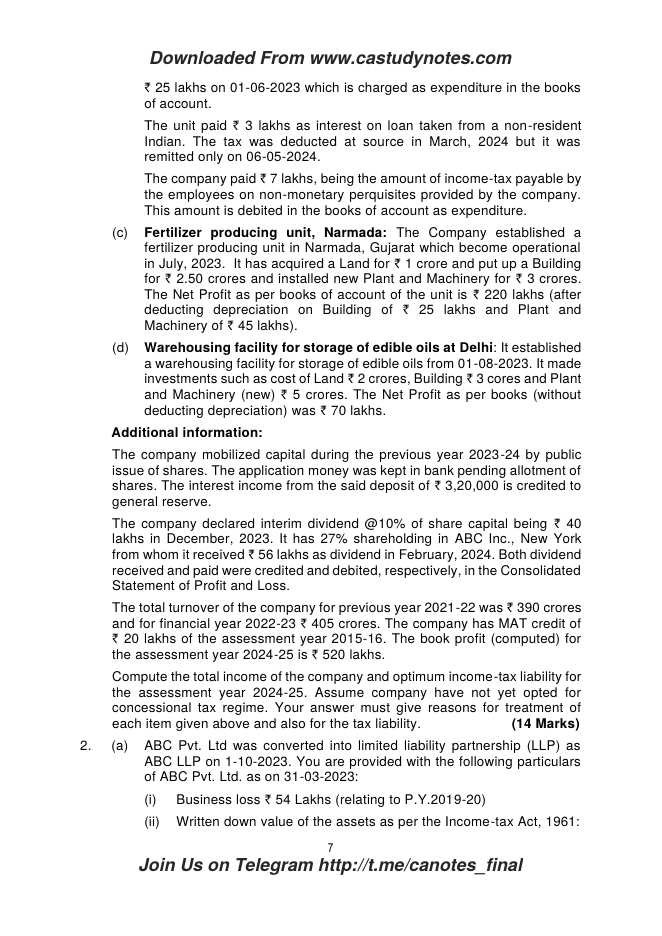 Downloaded From www.castudynotes.com
₹ 25 lakhs on 01-06-2023 which is charged as expenditure in the books
of account.
The unit paid ₹ 3 lakhs as interest on loan taken from a non-resident
Indian. The tax was deducted at source in March, 2024 but it was
remitted only on 06-05-2024.
The company paid ₹ 7 lakhs, being the amount of income-tax payable by
the employees on non-monetary perquisites provided by the company.
This amount is debited in the books of account as expenditure.
(c) Fertilizer producing unit, Narmada: The Company established a
fertilizer producing unit in Narmada, Gujarat which become operational
in July, 2023. It has acquired a Land for ₹ 1 crore and put up a Building
for ₹ 2.50 crores and installed new Plant and Machinery for ₹ 3 crores.
The Net Profit as per books of account of the unit is ₹ 220 lakhs (after
deducting depreciation on Building of ₹ 25 lakhs and Plant and
Machinery of ₹ 45 lakhs).
(d) Warehousing facility for storage of edible oils at Delhi: It established
a warehousing facility for storage of edible oils from 01-08-2023. It made
investments such as cost of Land ₹ 2 crores, Building ₹ 3 cores and Plant
and Machinery (new) ₹ 5 crores. The Net Profit as per books (without
deducting depreciation) was ₹ 70 lakhs.
Additional information:
The company mobilized capital during the previous year 2023-24 by public
issue of shares. The application money was kept in bank pending allotment of
shares. The interest income from the said deposit of ₹ 3,20,000 is credited to
general reserve.
The company declared interim dividend @10% of share capital being ₹ 40
lakhs in December, 2023. It has 27% shareholding in ABC Inc., New York
from whom it received ₹ 56 lakhs as dividend in February, 2024. Both dividend
received and paid were credited and debited, respectively, in the Consolidated
Statement of Profit and Loss.
The total turnover of the company for previous year 2021-22 was ₹ 390 crores
and for financial year 2022-23 ₹ 405 crores. The company has MAT credit of
₹ 20 lakhs of the assessment year 2015-16. The book profit (computed) for
the assessment year 2024-25 is ₹ 520 lakhs.
Compute the total income of the company and optimum income-tax liability for
the assessment year 2024-25. Assume company have not yet opted for
concessional tax regime. Your answer must give reasons for treatment of
each item given above and also for the tax liability. (14 Marks)
2. (a) ABC Pvt. Ltd was converted into limited liability partnership (LLP) as
ABC LLP on 1-10-2023. You are provided with the following particulars
of ABC Pvt. Ltd. as on 31-03-2023:
(i) Business loss ₹ 54 Lakhs (relating to P.Y.2019-20)
(ii) Written down value of the assets as per the Income-tax Act, 1961:
7
Join Us on Telegram http://t.me/canotes_final